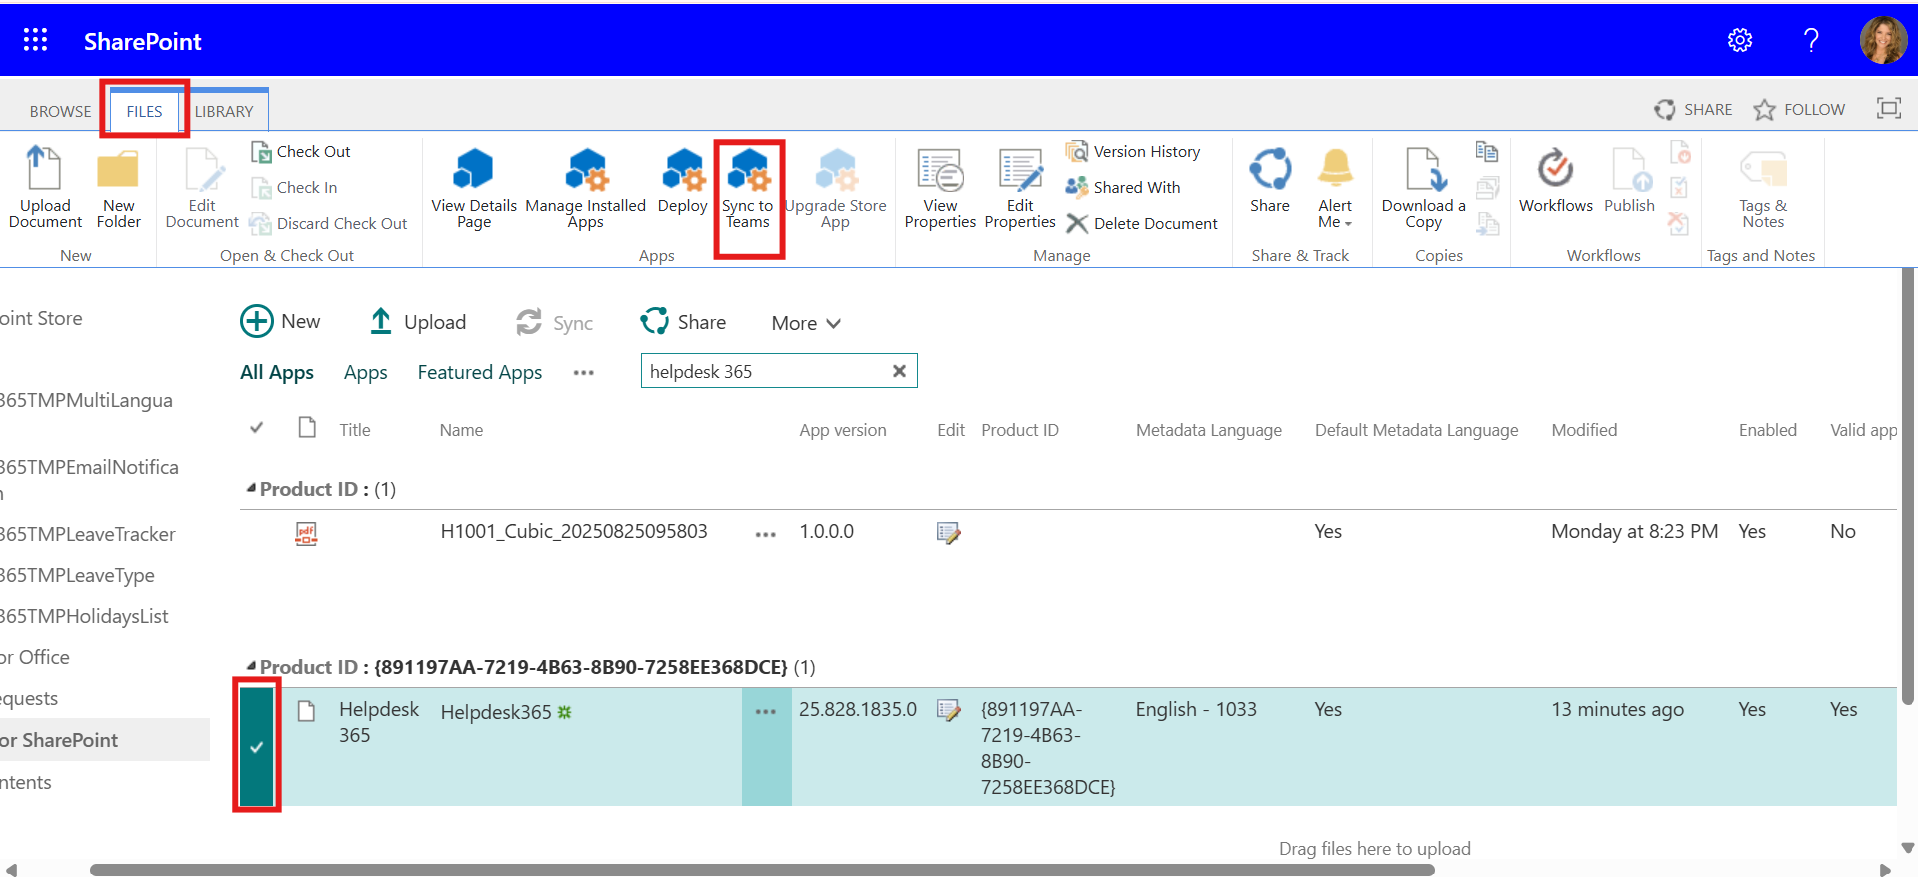 SharePoint
?
BROWSE FILES LIBRARY
SHARE FOLLOW
Upload Document
New Folder
New
Edit Document
Check Out
Check In
Discard Check Out
Open & Check Out
View Details Page
Manage Installed Apps
Deploy
Sync to Teams
Upgrade Store App
Apps
View Properties
Edit Properties
Version History
Shared With
Delete Document
Manage
Share
Alert Me
Share & Track
Download a Copy
Copies
Workflows
Publish
Workflows
Tags & Notes
Tags and Notes
oint Store
365TMPMultiLangua
365TMPEmailNotifica
n
365TMPLeaveTracker
365TMPLeaveType
365TMPHolidaysList
or Office
equests
or SharePoint
ntents
New Upload Sync Share More
All Apps Apps Featured Apps ... helpdesk 365
Title Name App version Edit Product ID Metadata Language Default Metadata Language Modified Enabled Valid app
Product ID : (1)
pdf H1001_Cubic_20250825095803 ... 1.0.0.0 Yes Monday at 8:23 PM Yes No
Product ID : {891197AA-7219-4B63-8B90-7258EE368DCE} (1)
Helpdesk 365 Helpdesk365 ... 25.828.1835.0 {891197AA-7219-4B63-8B90-7258EE368DCE} English - 1033 Yes 13 minutes ago Yes Yes
Drag files here to upload